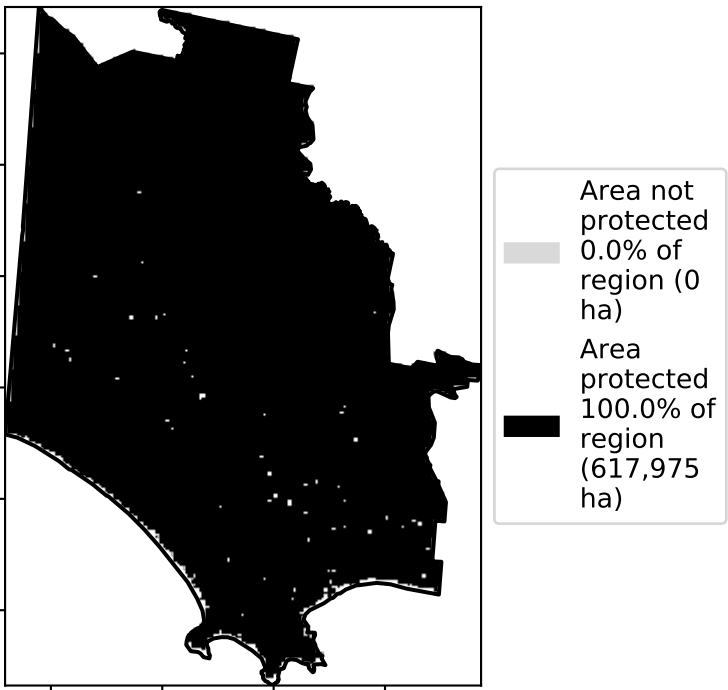 Area not
protected
0.0% of
region (0
ha)
Area
protected
100.0% of
region
(617,975
ha)